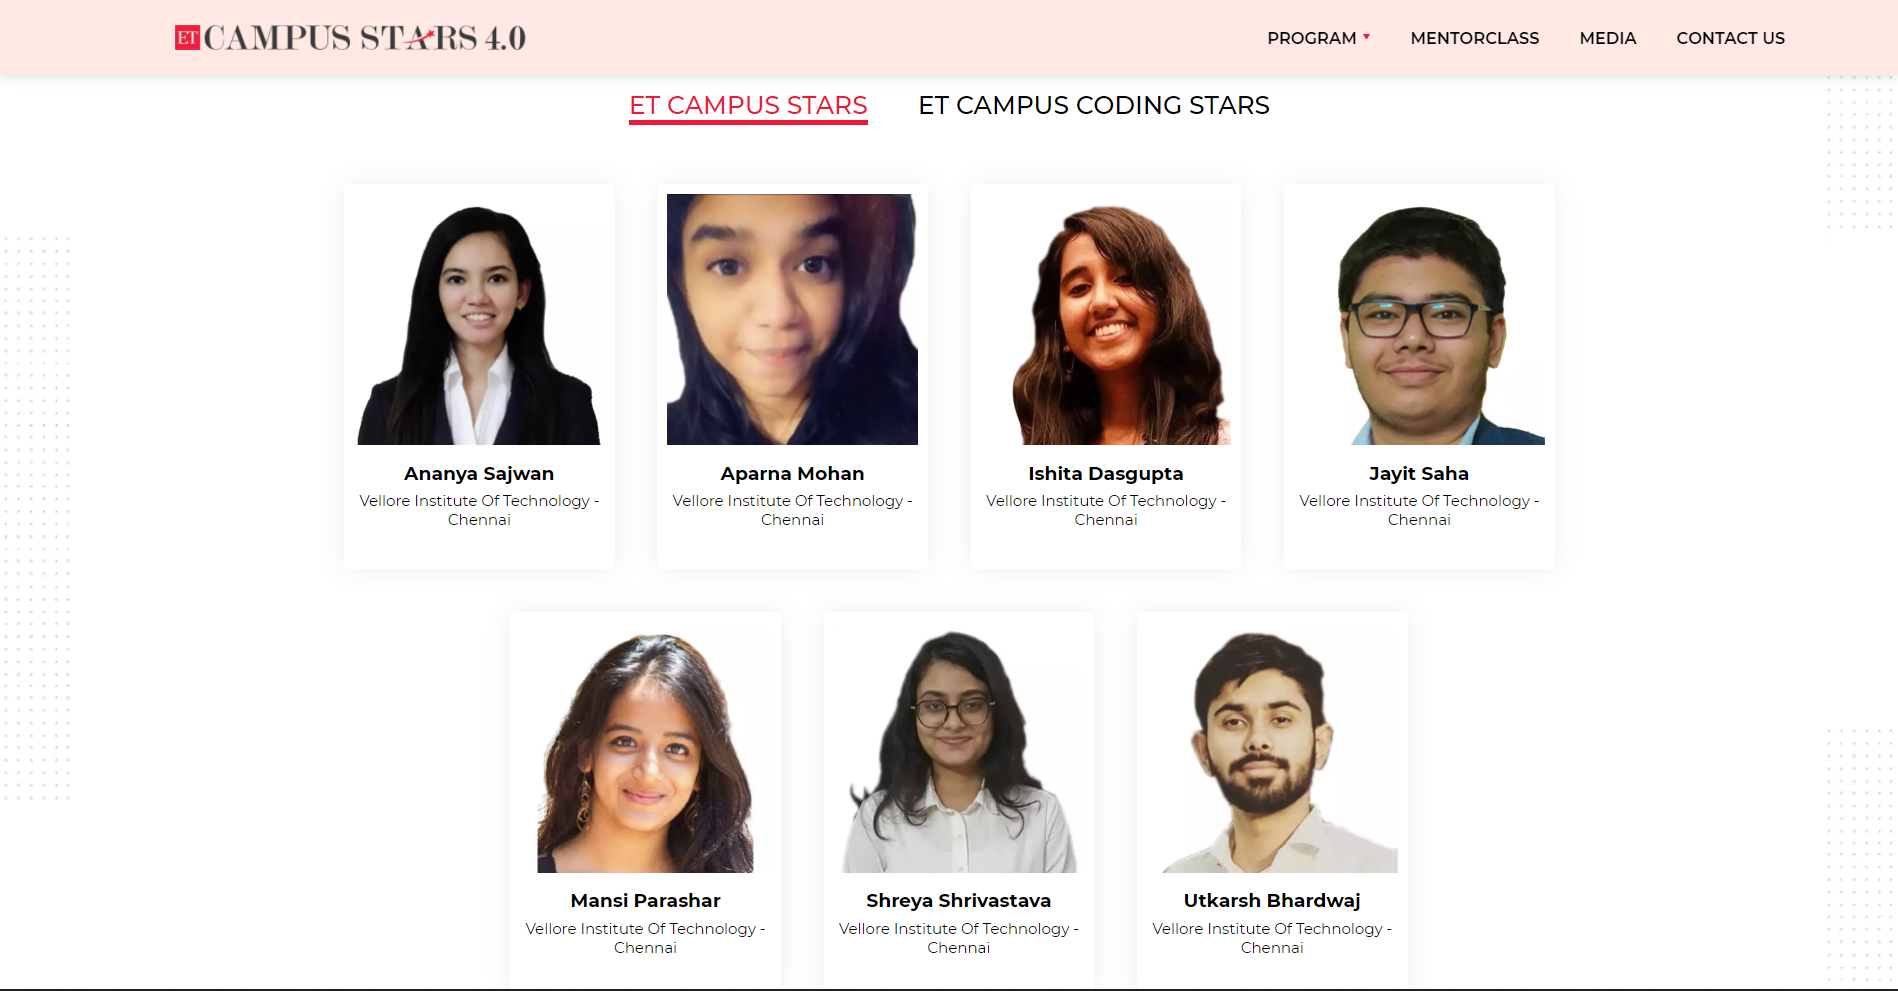 ET CAMPUS STARS 4.0
PROGRAM MENTORCLASS MEDIA CONTACT US
ET CAMPUS STARS ET CAMPUS CODING STARS
Ananya Sajwan
Vellore Institute Of Technology -
Chennai
Aparna Mohan
Vellore Institute Of Technology -
Chennai
Ishita Dasgupta
Vellore Institute Of Technology -
Chennai
Jayit Saha
Vellore Institute Of Technology -
Chennai
Mansi Parashar
Vellore Institute Of Technology -
Chennai
Shreya Shrivastava
Vellore Institute Of Technology -
Chennai
Utkarsh Bhardwaj
Vellore Institute Of Technology -
Chennai